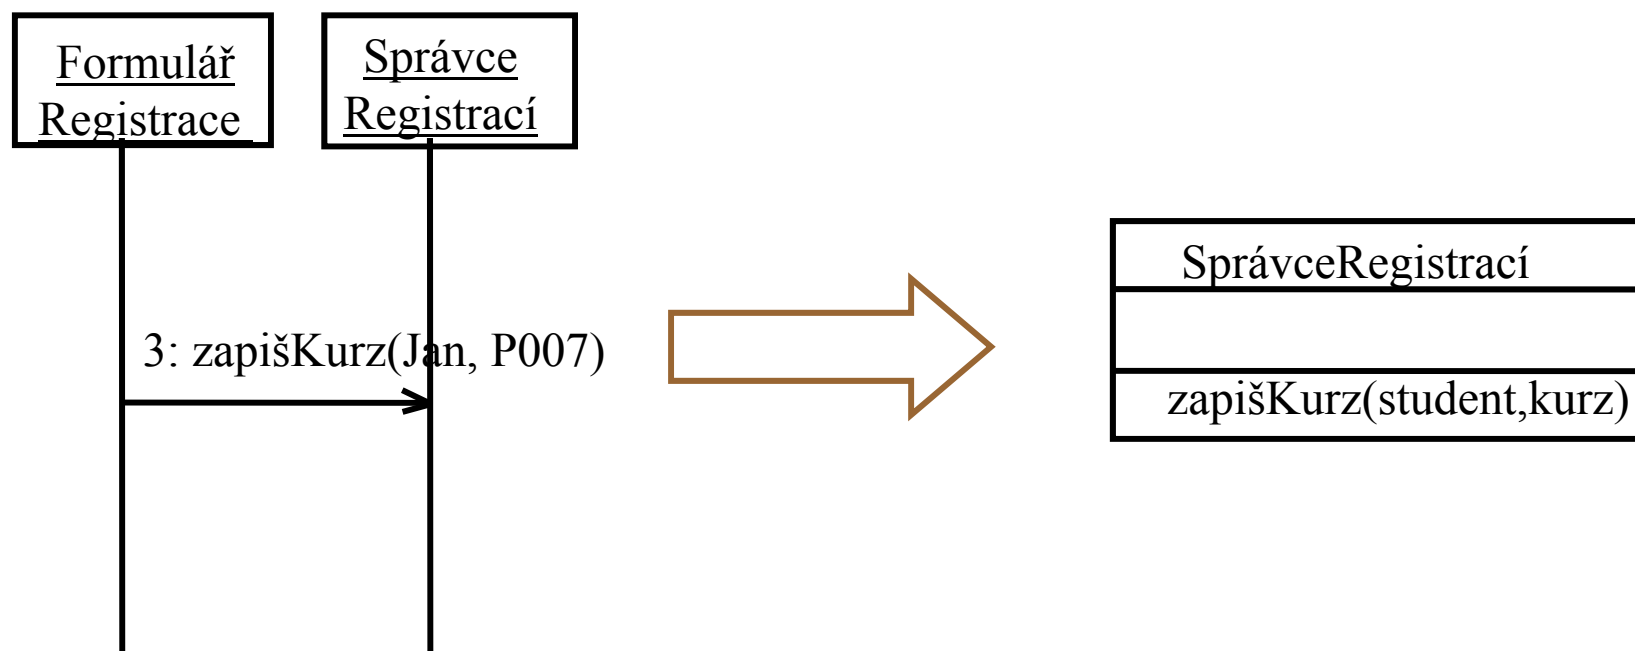 Formulář
Registrace
Správce
Registrací
3: zapišKurz(Jan, P007)
SprávceRegistrací
zapišKurz(student,kurz)